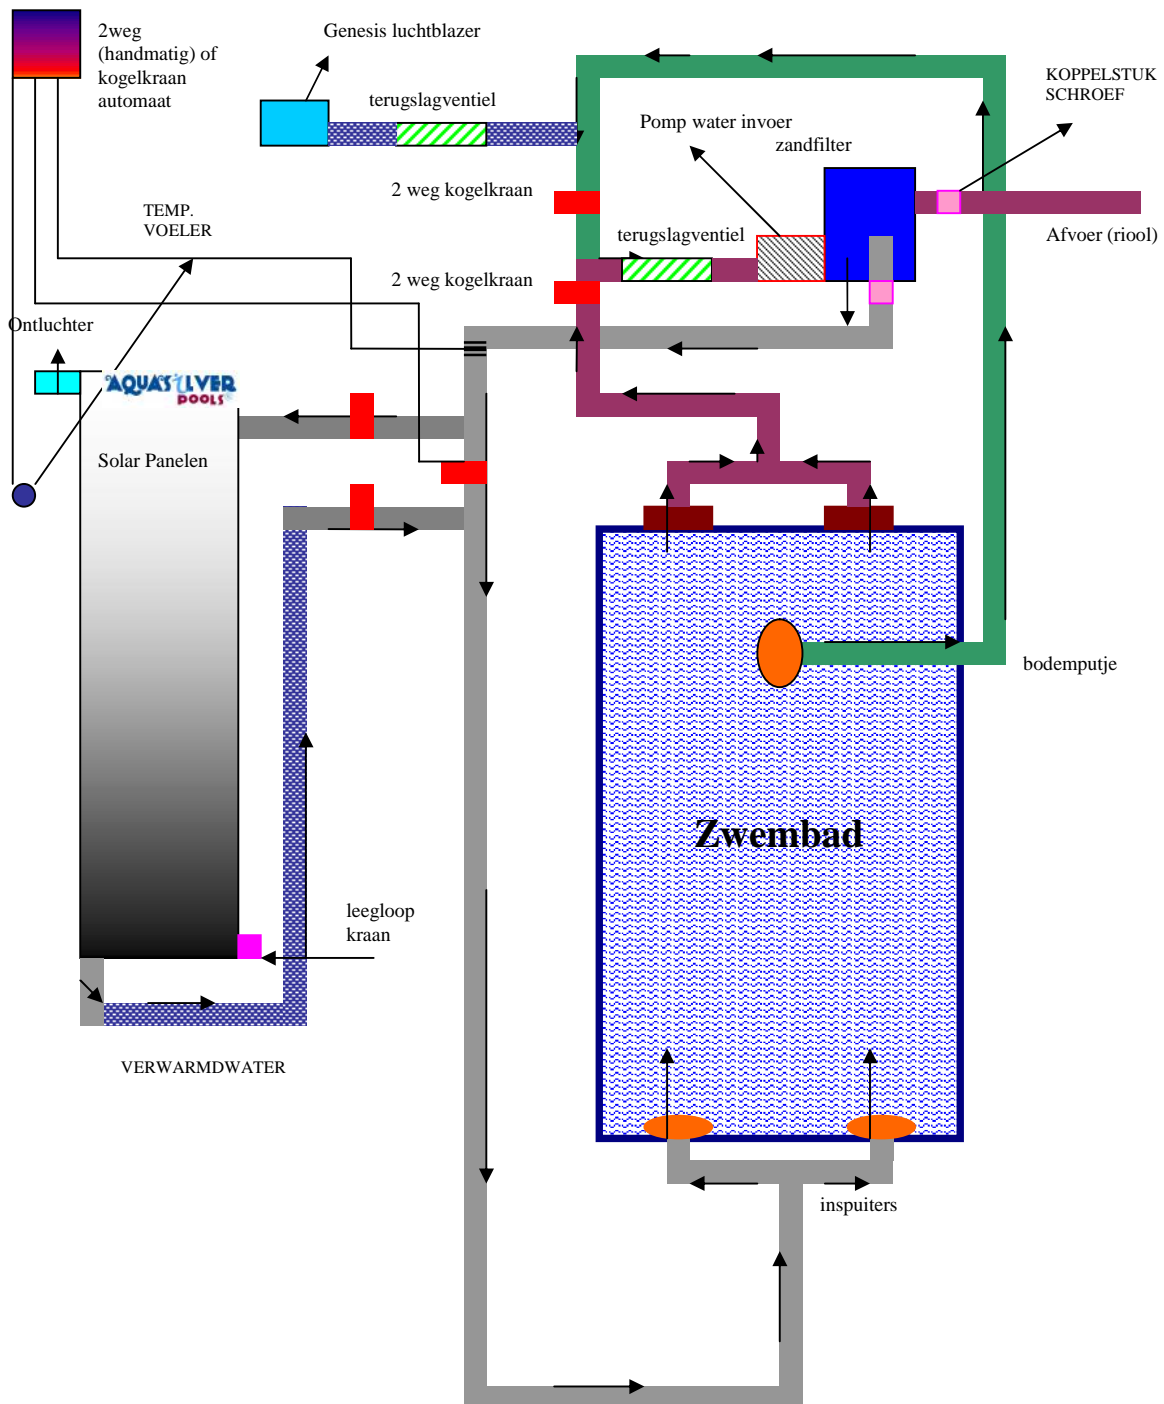 2weg
(handmatig) of
kogelkraan
automaat
Genesis luchtblazer
terugslagventiel
KOPPELSTUK
SCHROEF
Pomp water invoer
zandfilter
2 weg kogelkraan
TEMP.
VOELER
terugslagventiel
Afvoer (riool)
2 weg kogelkraan
Ontluchter
AQUASILVER
POOLS
Solar Panelen
bodemputje
Zwembad
leegloop
kraan
VERWARMDWATER
inspuiters